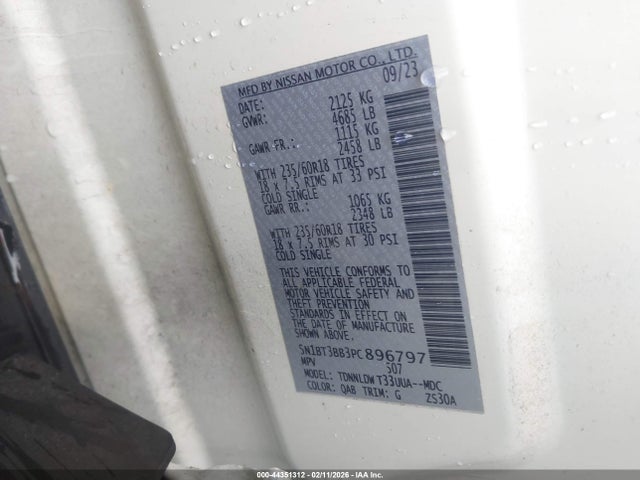 MFD BY NISSAN MOTOR CO., LTD.
DATE: 09/23
GVWR: 2125 KG
4685 LB
GAWR FR.: 1115 KG
2458 LB
WITH 235/60R18 TIRES
18 x 7.5 RIMS AT 33 PSI
COLD SINGLE
GAWR RR.: 1065 KG
2348 LB
WITH 235/60R18 TIRES
18 x 7.5 RIMS AT 30 PSI
COLD SINGLE
THIS VEHICLE CONFORMS TO
ALL APPLICABLE FEDERAL
MOTOR VEHICLE SAFETY AND
THEFT PREVENTION
STANDARDS IN EFFECT ON
THE DATE OF MANUFACTURE
SHOWN ABOVE.
5N1BT3BB3PC896797
MPV 507
MODEL: TDNNLDW T33UUA--MDC
COLOR: QAB TRIM: G ZS30A
000-44351312 - 02/11/2026 - IAA Inc.